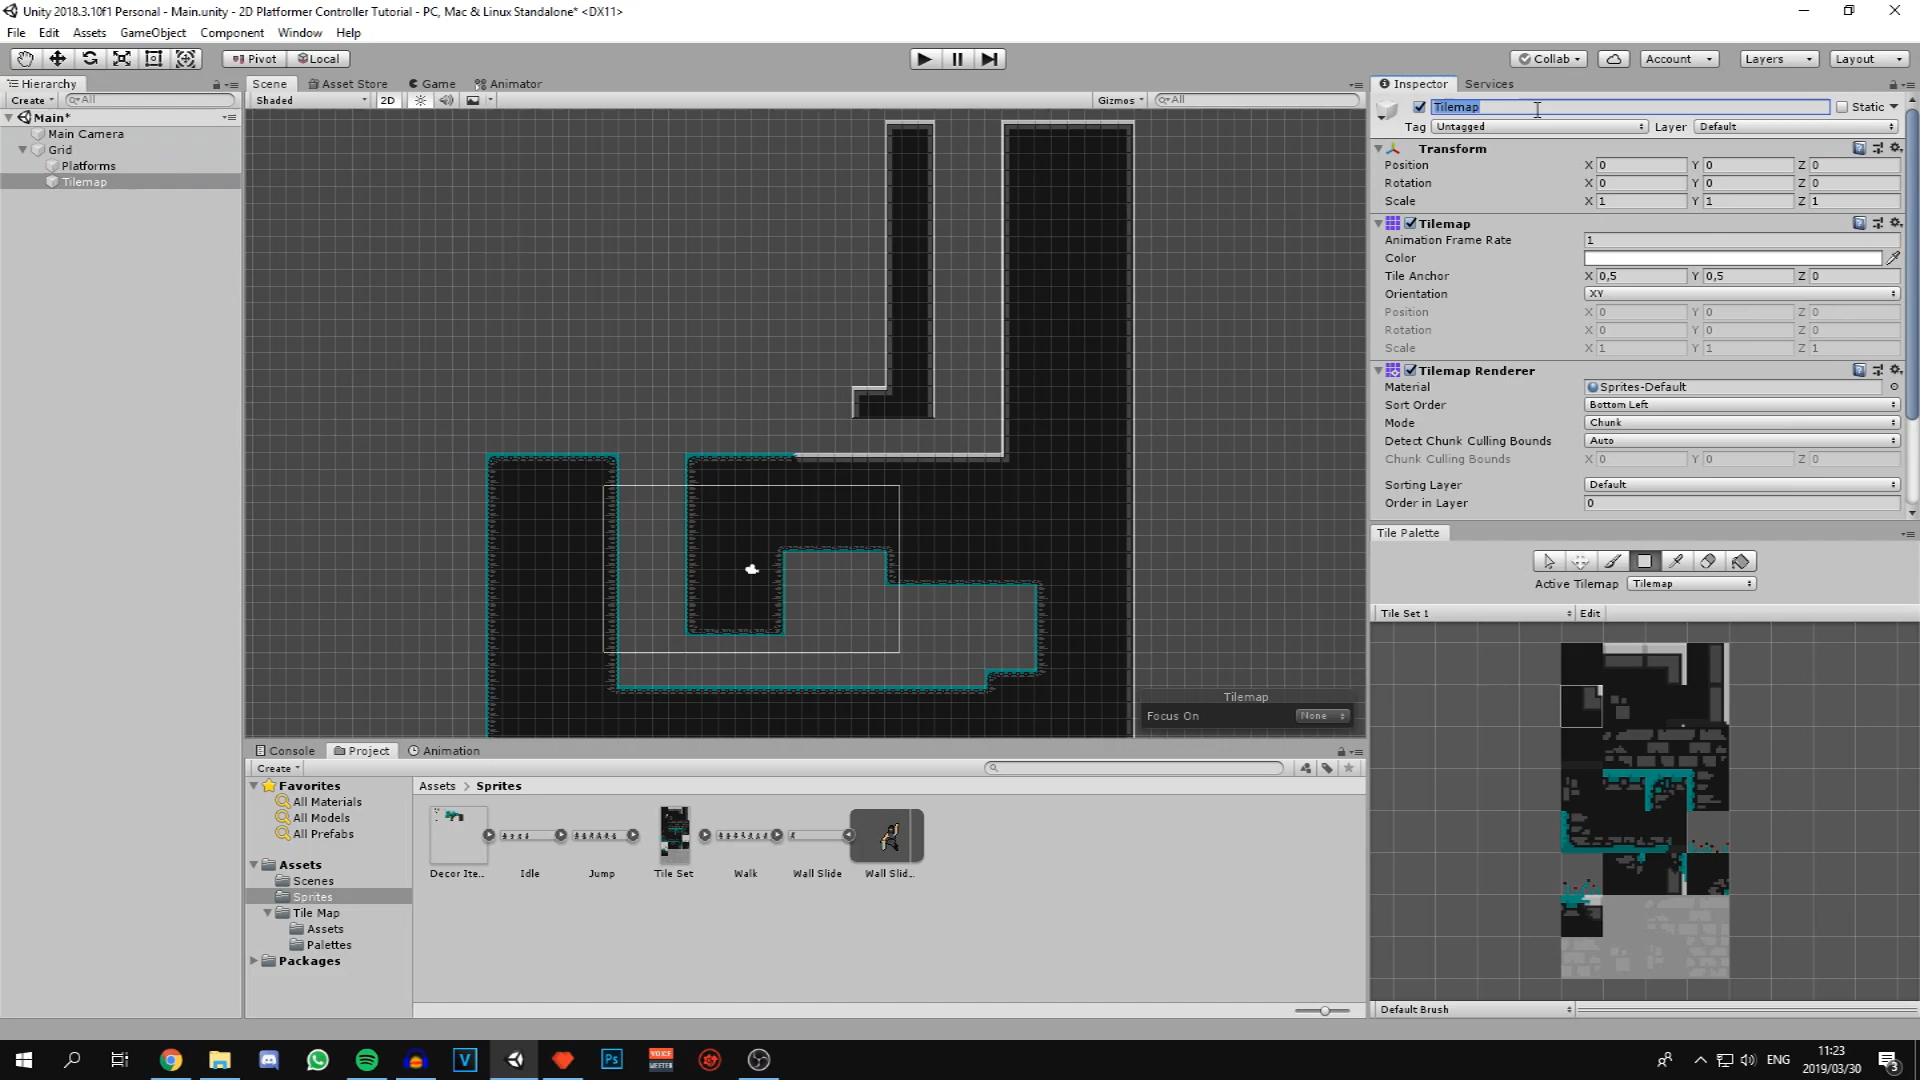 Unity 2018.3.10f1 Personal - Main.unity - 2D Platformer Controller Tutorial - PC, Mac & Linux Standalone* <DX11>
File Edit Assets GameObject Component Window Help
Pivot Local Collab Account Layers Layout
Hierarchy Scene Asset Store Game Animator Inspector Services
Create All Shaded 2D Gizmos All Tilemap Static
Main*
Tag Untagged Layer Default
Main Camera
Grid
Platforms
Tilemap
Transform
Position X 0 Y 0 Z 0
Rotation X 0 Y 0 Z 0
Scale X 1 Y 1 Z 1
Tilemap
Animation Frame Rate 1
Color
Tile Anchor X 0,5 Y 0,5 Z 0
Orientation XY
Position X 0 Y 0 Z 0
Rotation X 0 Y 0 Z 0
Scale X 1 Y 1 Z 1
Tilemap Renderer
Material Sprites-Default
Sort Order Bottom Left
Mode Chunk
Detect Chunk Culling Bounds Auto
Chunk Culling Bounds X 0 Y 0 Z 0
Sorting Layer Default
Order in Layer 0
Tile Palette
Active Tilemap Tilemap
Tile Set 1 Edit
Tilemap
Focus On None
Console Project Animation
Create
Favorites
All Materials
All Models
All Prefabs
Assets
Scenes
Sprites
Tile Map
Assets
Palettes
Packages
Assets > Sprites
Decor Ite... Idle Jump Tile Set Walk Wall Slide Wall Slid...
Default Brush
V Ps VOICE ENG 11:23
2019/03/30 3